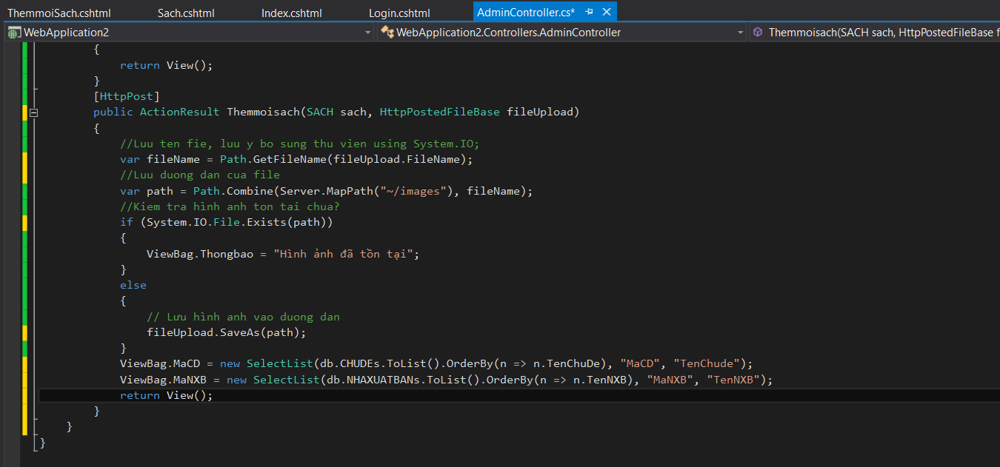 ThemmoiSach.cshtml Sach.cshtml Index.cshtml Login.cshtml AdminController.cs*
WebApplication2 WebApplication2.Controllers.AdminController Themmoisach(SACH sach, HttpPostedFileBase f
{
return View();
}
[HttpPost]
public ActionResult Themmoisach(SACH sach, HttpPostedFileBase fileUpload)
{
//Luu ten fie, luu y bo sung thu vien using System.IO;
var fileName = Path.GetFileName(fileUpload.FileName);
//Luu duong dan cua file
var path = Path.Combine(Server.MapPath("~/images"), fileName);
//Kiem tra hình anh ton tai chua?
if (System.IO.File.Exists(path))
{
ViewBag.Thongbao = "Hình ảnh đã tồn tại";
}
else
{
// Lưu hình anh vao duong dan
fileUpload.SaveAs(path);
}
ViewBag.MaCD = new SelectList(db.CHUDEs.ToList().OrderBy(n => n.TenChuDe), "MaCD", "TenChude");
ViewBag.MaNXB = new SelectList(db.NHAXUATBANs.ToList().OrderBy(n => n.TenNXB), "MaNXB", "TenNXB");
return View();
}
}
}